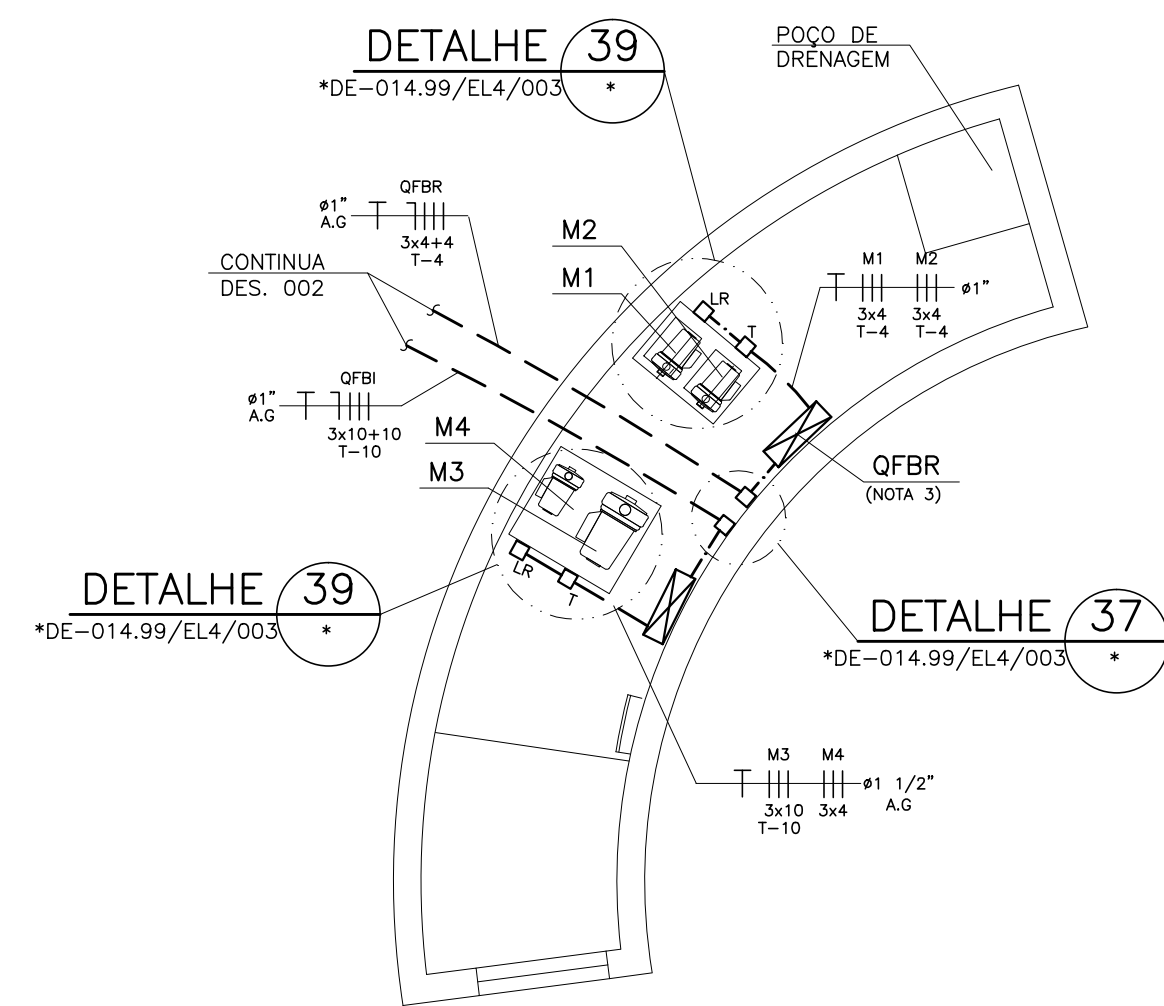 DETALHE 39
*DE-014.99/EL4/003 *
POÇO DE
DRENAGEM
QFBR
ø1"
A.G
3x4+4
T-4
M2
M1
CONTINUA
DES. 002
M1 M2
ø1"
3x4 3x4
T-4 T-4
LR
T
QFBI
ø1"
A.G
3x10+10
T-10
M4
M3
QFBR
(NOTA 3)
LR
T
DETALHE 39
*DE-014.99/EL4/003 *
DETALHE 37
*DE-014.99/EL4/003 *
M3 M4
ø1 1/2"
A.G
3x10 3x4
T-10